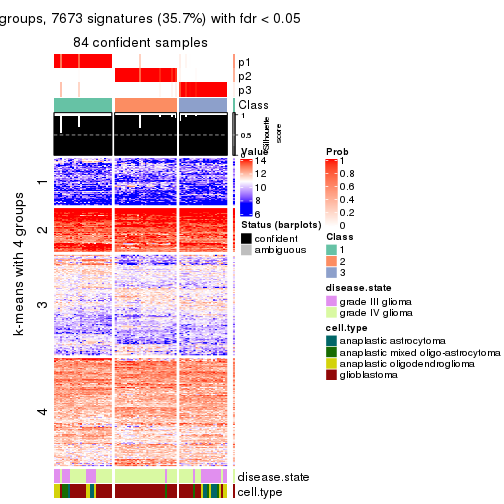 groups, 7673 signatures (35.7%) with fdr < 0.05
84 confident samples
p1
p2
p3
Class
1
0.5
0
Silhouette
score
k-means with 4 groups
1
2
3
4
disease.state
cell.type
Value
14
12
10
8
6
Status (barplots)
confident
ambiguous
Prob
1
0.8
0.6
0.4
0.2
0
Class
1
2
3
disease.state
grade III glioma
grade IV glioma
cell.type
anaplastic astrocytoma
anaplastic mixed oligo-astrocytoma
anaplastic oligodendroglioma
glioblastoma